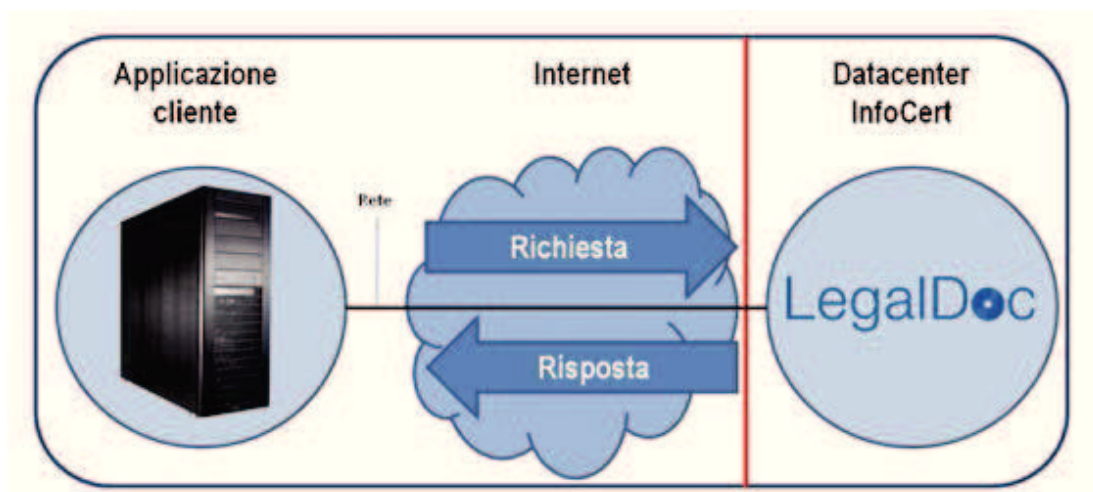 Applicazione
cliente
Internet
Datacenter
InfoCert
Rete
Richiesta
LegalDoc
Risposta